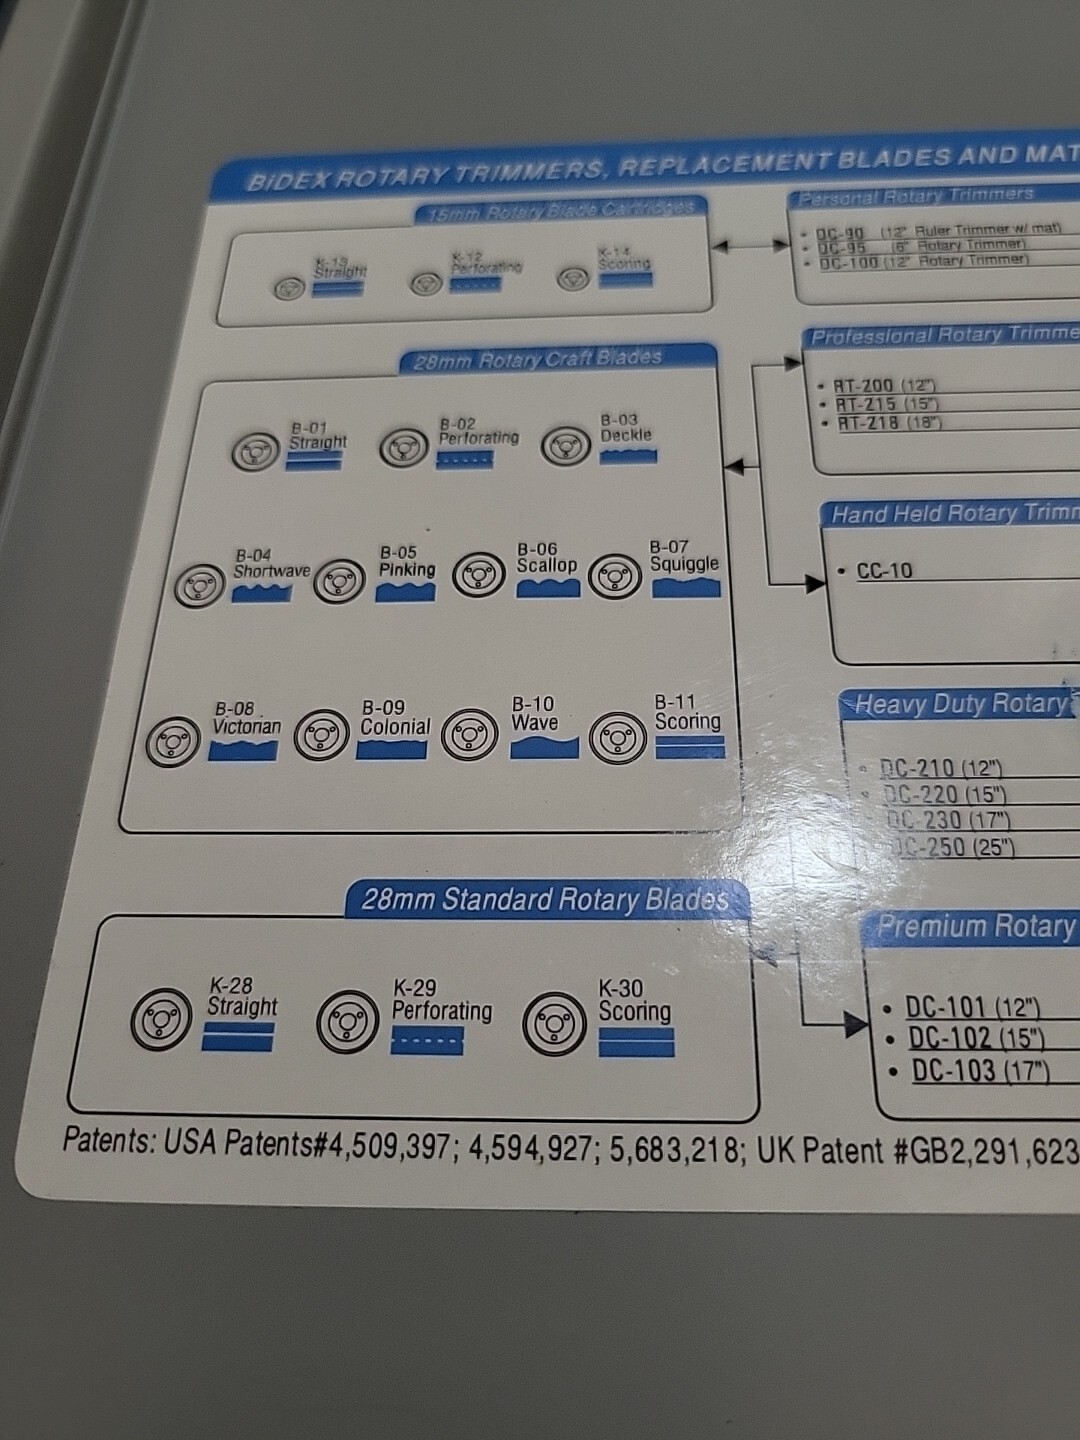 BiDEX ROTARY TRIMMERS, REPLACEMENT BLADES AND MAT
15mm Rotary Blade Cartridges
K-13
Straight
K-12
Perforating
K-14
Scoring
Personal Rotary Trimmers
• DC-90 (12" Ruler Trimmer w/ mat)
• DC-95 (6" Rotary Trimmer)
• DC-100 (12" Rotary Trimmer)
28mm Rotary Craft Blades
B-01
Straight
B-02
Perforating
B-03
Deckle
B-04
Shortwave
B-05
Pinking
B-06
Scallop
B-07
Squiggle
B-08
Victorian
B-09
Colonial
B-10
Wave
B-11
Scoring
Professional Rotary Trimme
• RT-200 (12")
• RT-215 (15")
• RT-218 (18")
Hand Held Rotary Trimm
• CC-10
Heavy Duty Rotary
• DC-210 (12")
• DC-220 (15")
DC-230 (17")
DC-250 (25")
28mm Standard Rotary Blades
K-28
Straight
K-29
Perforating
K-30
Scoring
Premium Rotary
• DC-101 (12")
• DC-102 (15")
• DC-103 (17")
Patents: USA Patents#4,509,397; 4,594,927; 5,683,218; UK Patent #GB2,291,623